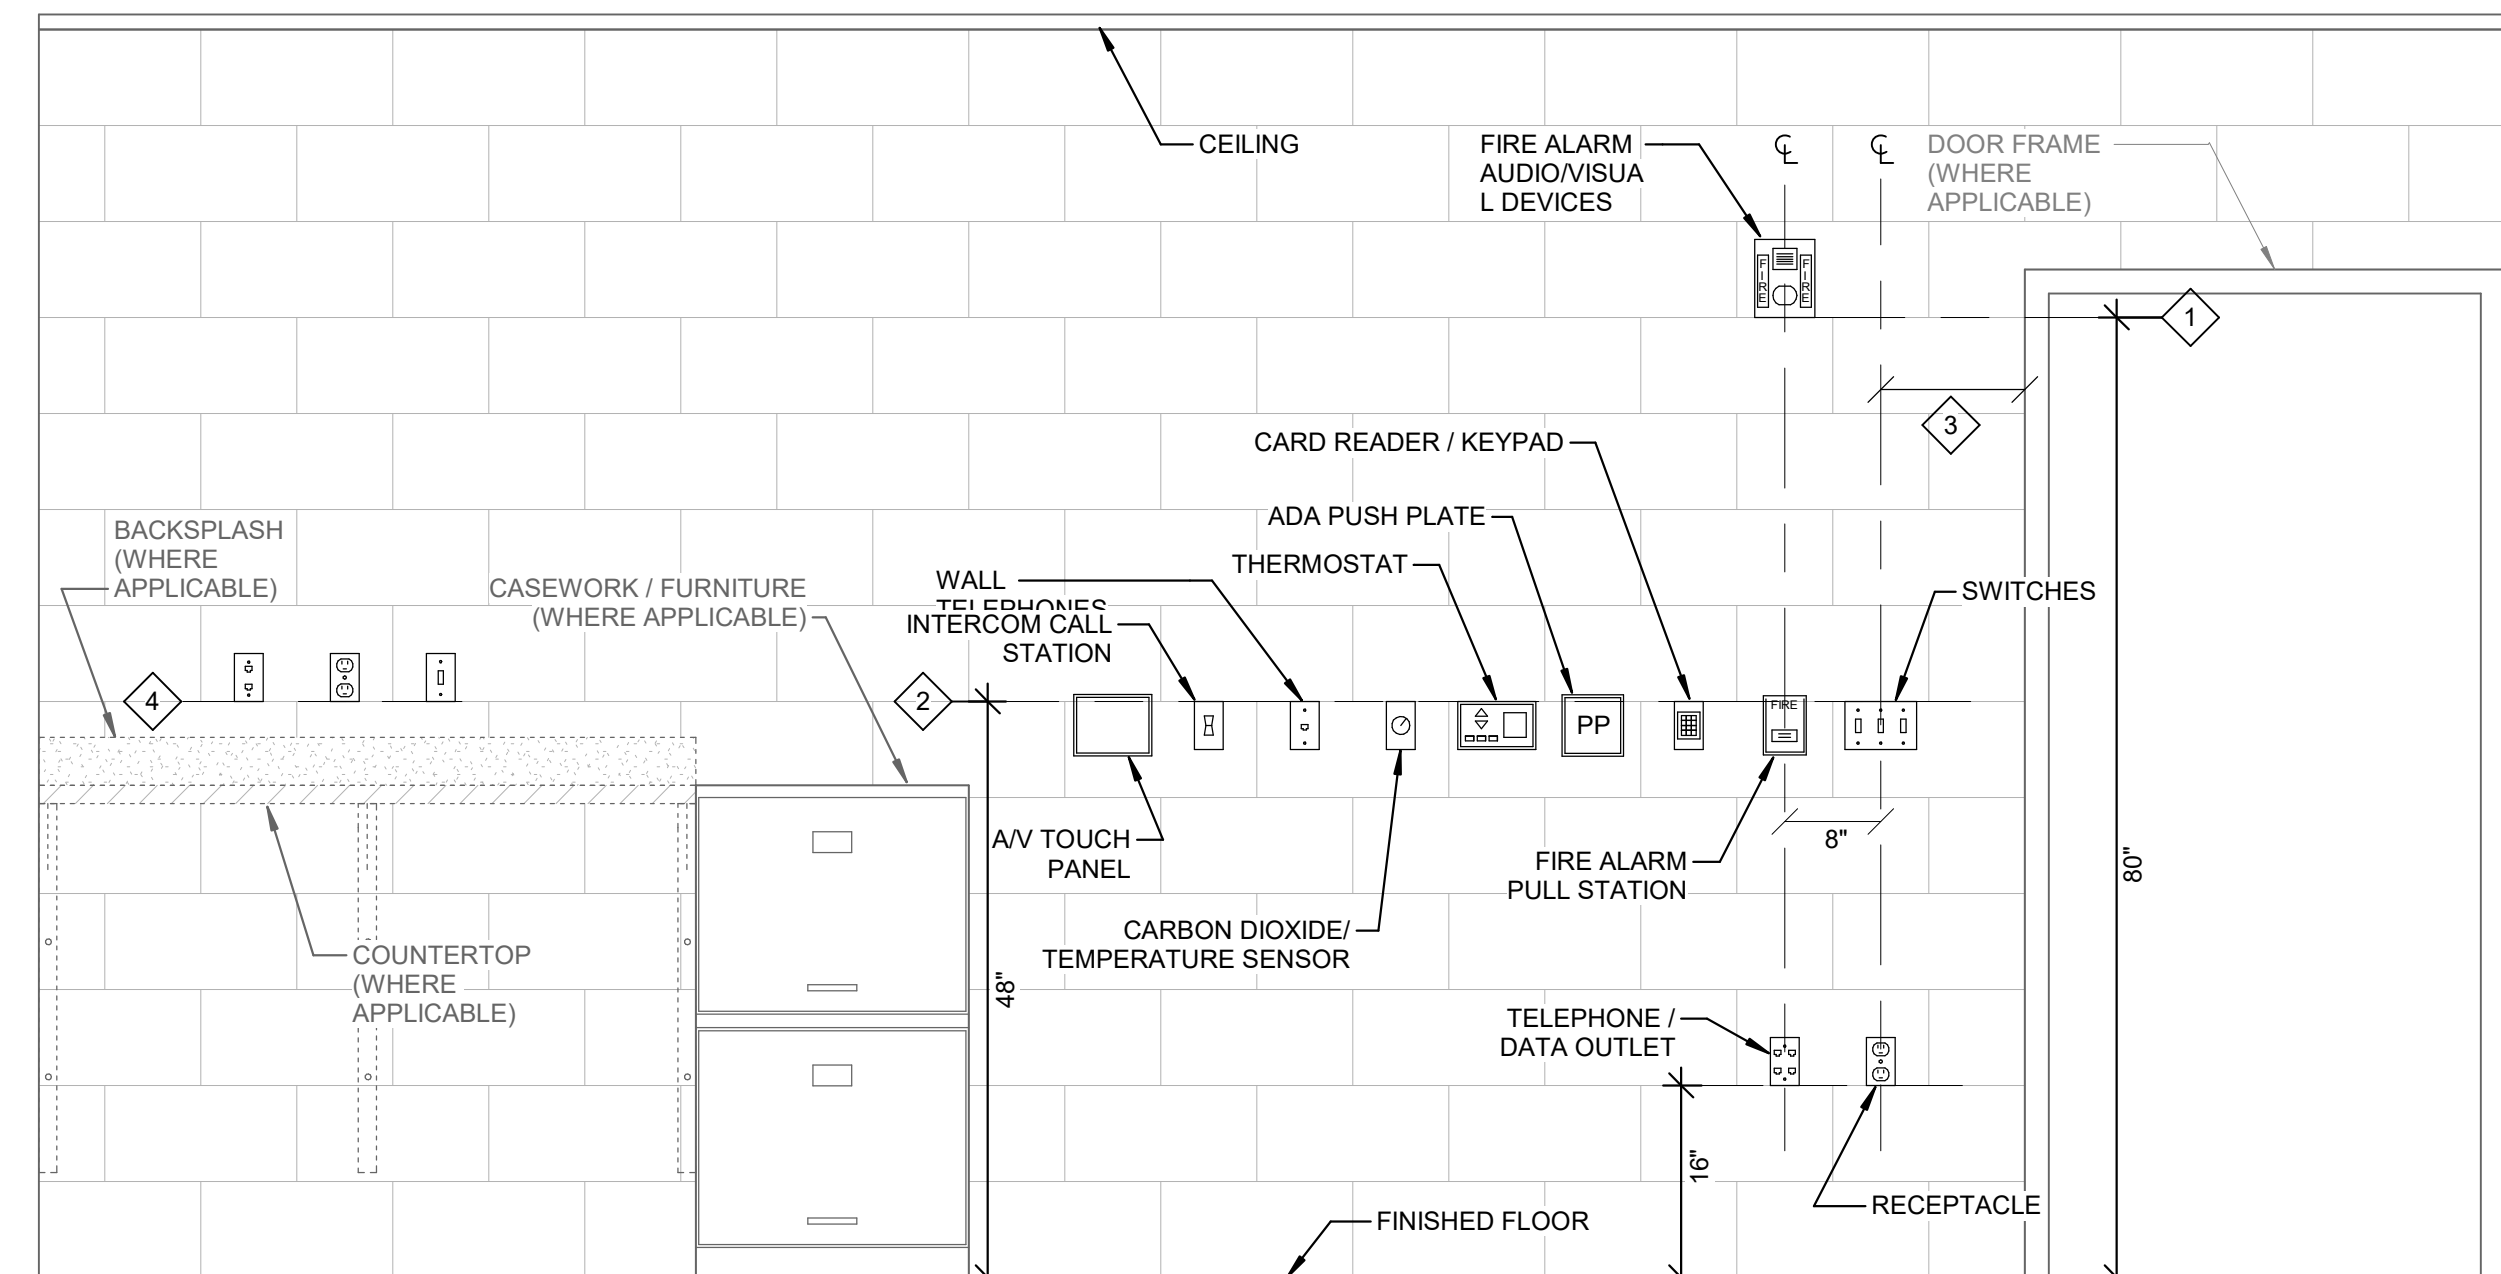 CEILING
FIRE ALARM
AUDIO/VISUA
L DEVICES
℄
℄
DOOR FRAME
(WHERE
APPLICABLE)
FIRE
FIRE
1
3
CARD READER / KEYPAD
ADA PUSH PLATE
THERMOSTAT
BACKSPLASH
(WHERE
APPLICABLE)
CASEWORK / FURNITURE
(WHERE APPLICABLE)
WALL
TELEPHONES
INTERCOM CALL
STATION
SWITCHES
4
2
PP
FIRE
A/V TOUCH
PANEL
8"
FIRE ALARM
PULL STATION
80"
CARBON DIOXIDE/
TEMPERATURE SENSOR
COUNTERTOP
(WHERE
APPLICABLE)
48"
TELEPHONE /
DATA OUTLET
16"
RECEPTACLE
FINISHED FLOOR